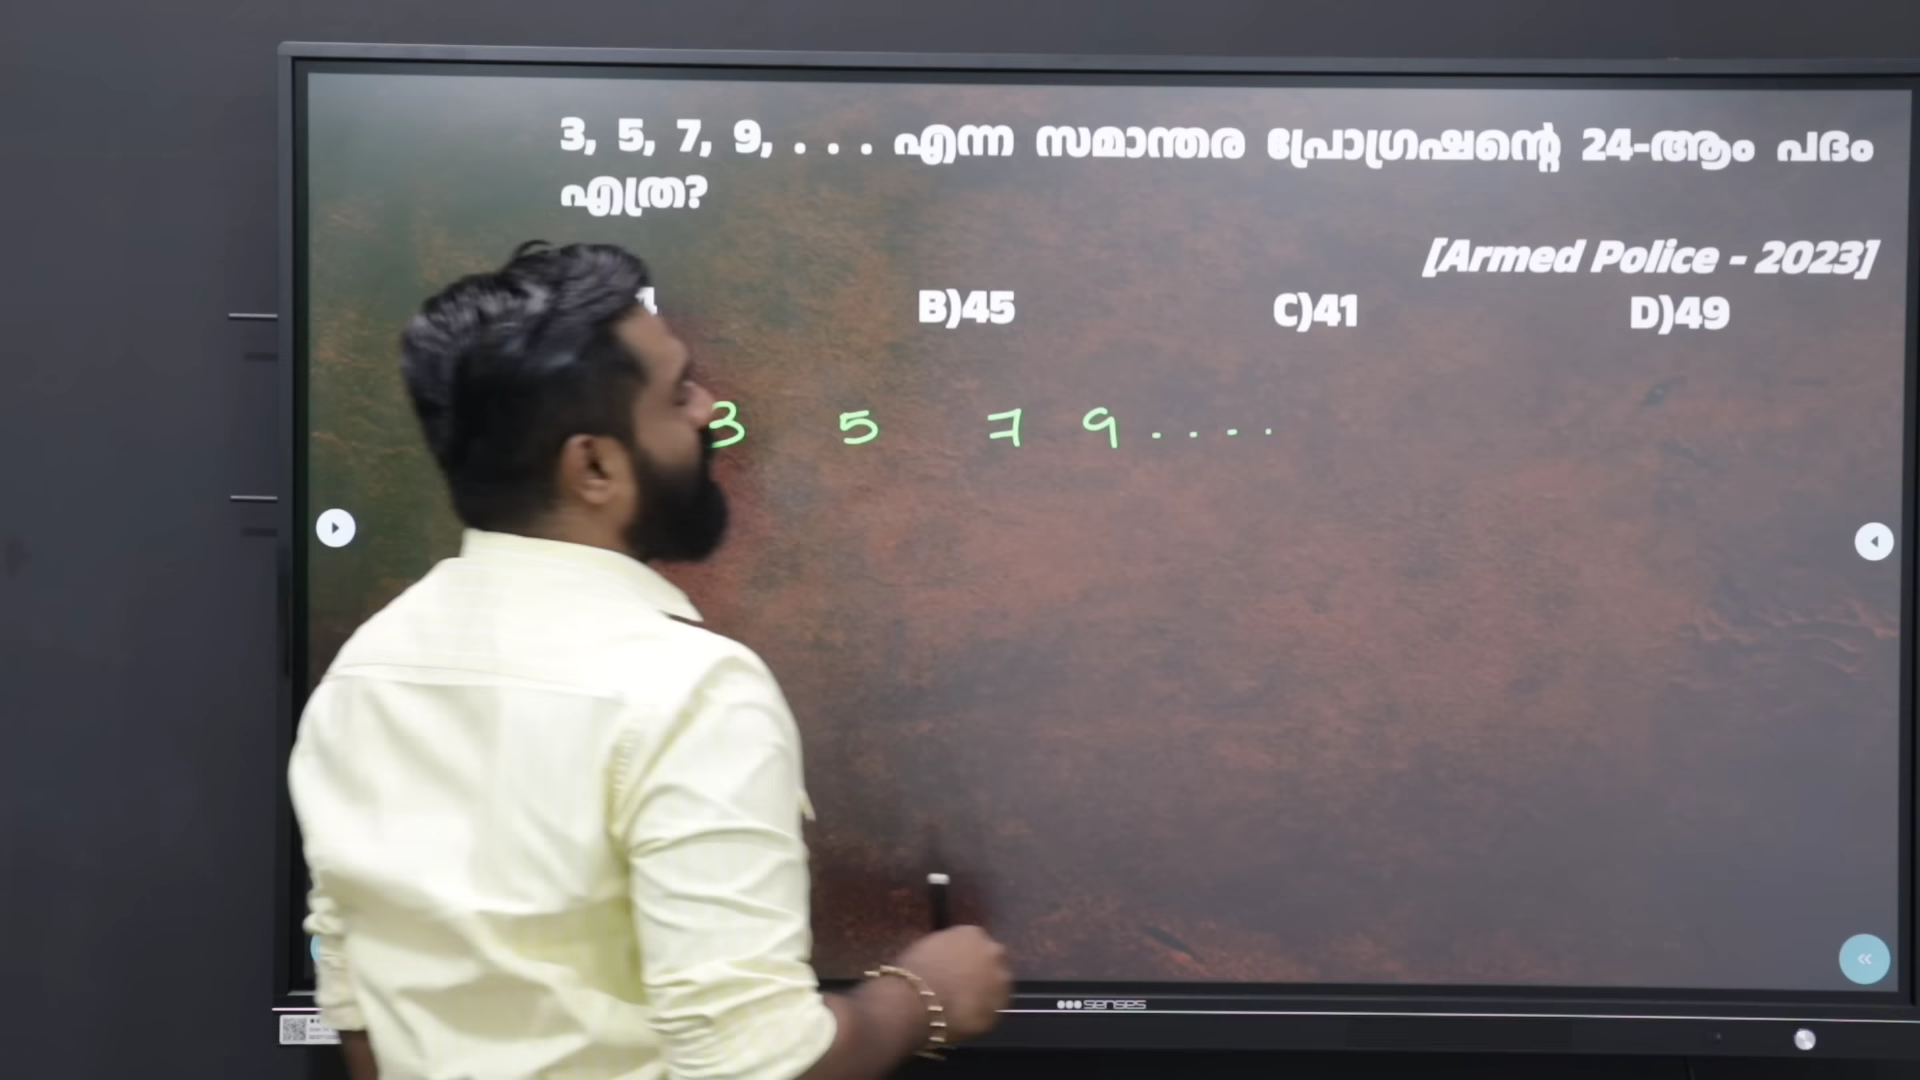 3, 5, 7, 9, . . . എന്ന സമാന്തര പ്രോഗ്രഷന്റെ 24-ആം പദം
എത്ര?
[Armed Police - 2023]
B)45 C)41 D)49
3 5 7 9 . . . .
senses